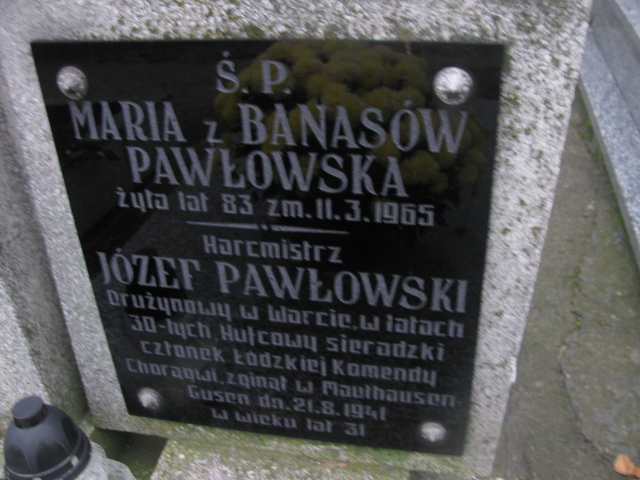 Ś. P.
MARIA z BANASÓW
PAWŁOWSKA
żyła lat 83 zm. 11.3.1965
Harcmistrz
JÓZEF PAWŁOWSKI
Drużynowy w Warcie, w latach
30-tych, Hufcowy sieradzki
członek Łódzkiej Komendy
Chorągwi, zginął w Mauthausen-
Gusen dn. 21.8.1941
w wieku lat 31